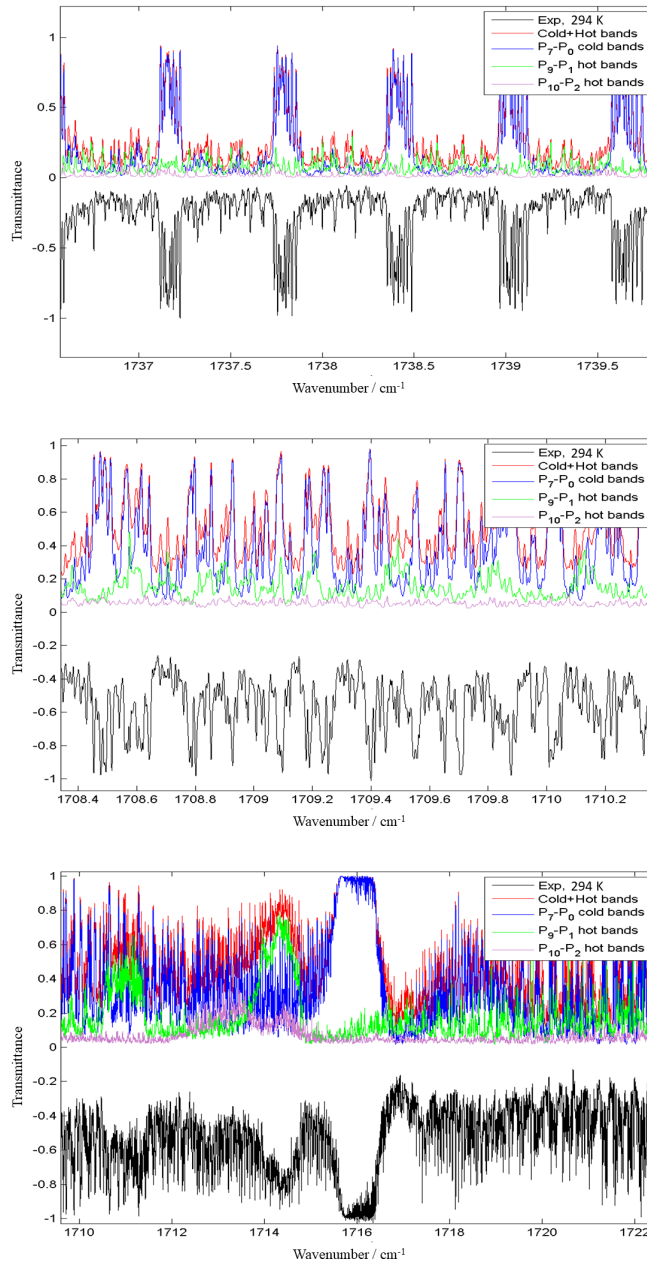 Exp, 294 K
Cold+Hot bands
P7-P0 cold bands
P9-P1 hot bands
P10-P2 hot bands
1
0.5
0
-0.5
-1
Transmittance
1737 1737.5 1738 1738.5 1739 1739.5
Wavenumber / cm-1
Exp, 294 K
Cold+Hot bands
P7-P0 cold bands
P9-P1 hot bands
P10-P2 hot bands
1
0.8
0.6
0.4
0.2
0
-0.2
-0.4
-0.6
-0.8
-1
Transmittance
1708.4 1708.6 1708.8 1709 1709.2 1709.4 1709.6 1709.8 1710 1710.2
Wavenumber / cm-1
Exp, 294 K
Cold+Hot bands
P7-P0 cold bands
P9-P1 hot bands
P10-P2 hot bands
1
0.8
0.6
0.4
0.2
0
-0.2
-0.4
-0.6
-0.8
-1
Transmittance
1710 1712 1714 1716 1718 1720 1722
Wavenumber / cm-1